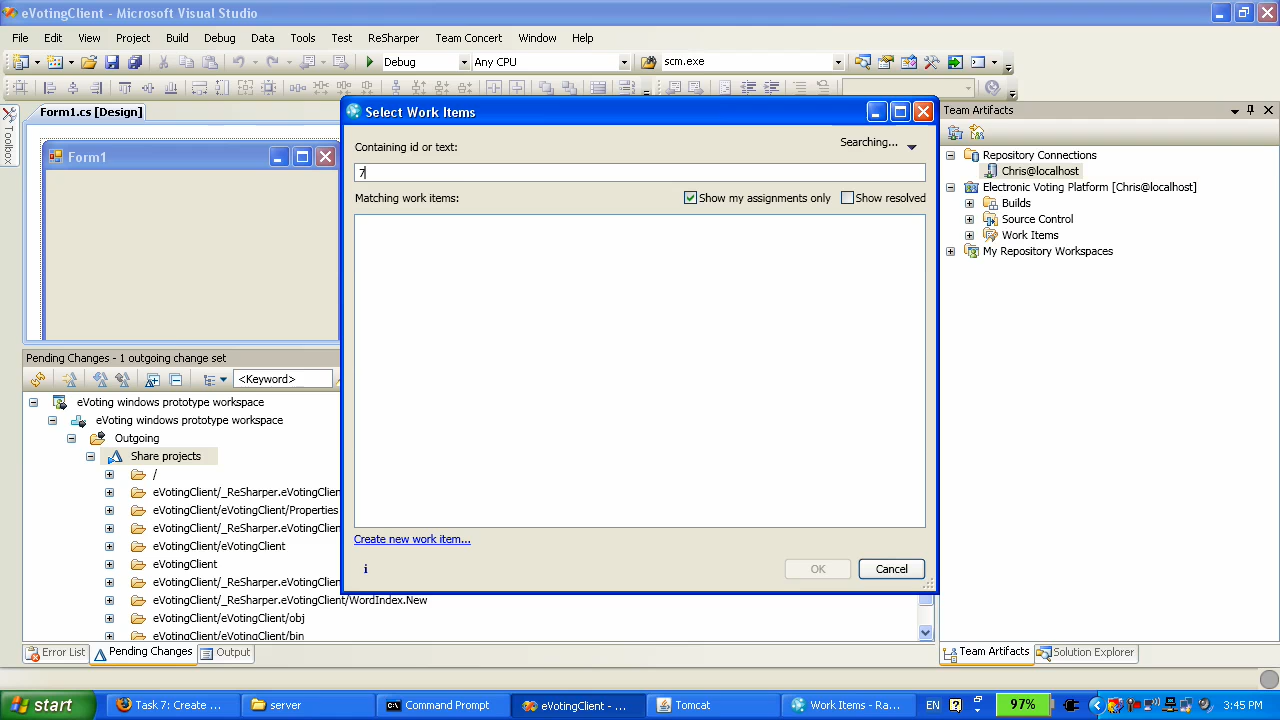 eVotingClient - Microsoft Visual Studio
File Edit View Project Build Debug Data Tools Test ReSharper Team Concert Window Help
Debug Any CPU scm.exe
Form1.cs [Design]
Toolbox
Form1
Select Work Items
Containing id or text:
Searching...
7
Matching work items:
Show my assignments only
Show resolved
Create new work item...
i
OK
Cancel
Team Artifacts
Repository Connections
Chris@localhost
Electronic Voting Platform [Chris@localhost]
Builds
Source Control
Work Items
My Repository Workspaces
Pending Changes - 1 outgoing change set
<Keyword>
eVoting windows prototype workspace
eVoting windows prototype workspace
Outgoing
Share projects
/
eVotingClient/_ReSharper.eVotingClien
eVotingClient/eVotingClient/Properties
eVotingClient/_ReSharper.eVotingClien
eVotingClient/eVotingClient
eVotingClient
eVotingClient/_ReSharper.eVotingClien
eVotingClient/_ReSharper.eVotingClient/WordIndex.New
eVotingClient/eVotingClient/obj
eVotingClient/eVotingClient/bin
Error List Pending Changes Output
Team Artifacts Solution Explorer
start Task 7: Create ... server Command Prompt eVotingClient - ... Tomcat Work Items - Ra... EN ? 97% 3:45 PM